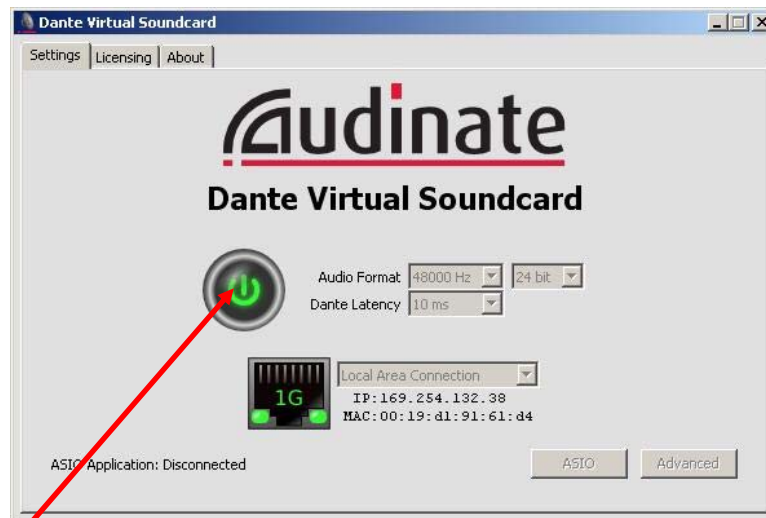 Dante Virtual Soundcard
Settings Licensing About
Audinate
Dante Virtual Soundcard
Audio Format 48000 Hz 24 bit
Dante Latency 10 ms
Local Area Connection
1G
IP:169.254.132.38
MAC:00:19:d1:91:61:d4
ASIO Application: Disconnected ASIO Advanced